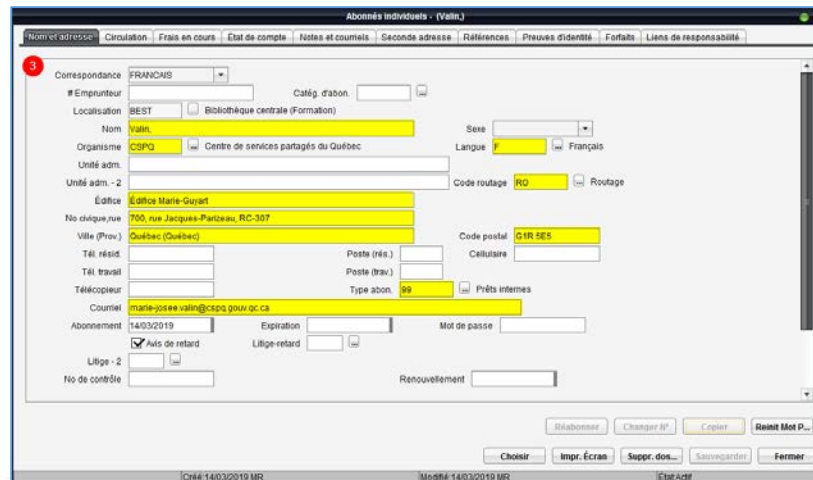 Abonnés individuels - (Valin,)
Nom et adresse Circulation Frais en cours État de compte Notes et courriels Seconde adresse Références Preuves d'identité Forfaits Liens de responsabilité
3
Correspondance FRANCAIS
# Emprunteur Catég. d'abon. ...
Localisation BEST ... Bibliothèque centrale (Formation)
Nom Valin, Sexe
Organisme CSPQ ... Centre de services partagés du Québec Langue F ... Français
Unité adm.
Unité adm. - 2 Code routage RO ... Routage
Édifice Édifice Marie-Guyart
No civique,rue 700, rue Jacques-Parizeau, RC-307
Ville (Prov.) Québec (Québec) Code postal G1R 5E5
Tél. résid. Poste (rés.) Cellulaire
Tél. travail Poste (trav.)
Télécopieur Type abon. 99 ... Prêts internes
Courriel marie-josee.valin@cspq.gouv.qc.ca
Abonnement 14/03/2019 Expiration Mot de passe
Avis de retard Litige-retard ...
Litige - 2 ...
No de contrôle Renouvellement
Réabonner Changer N° Copier Reinit Mot P...
Choisir Impr. Écran Suppr. dos... Sauvegarder Fermer
Créé:14/03/2019 MR Modifié:14/03/2019 MR État:Actif